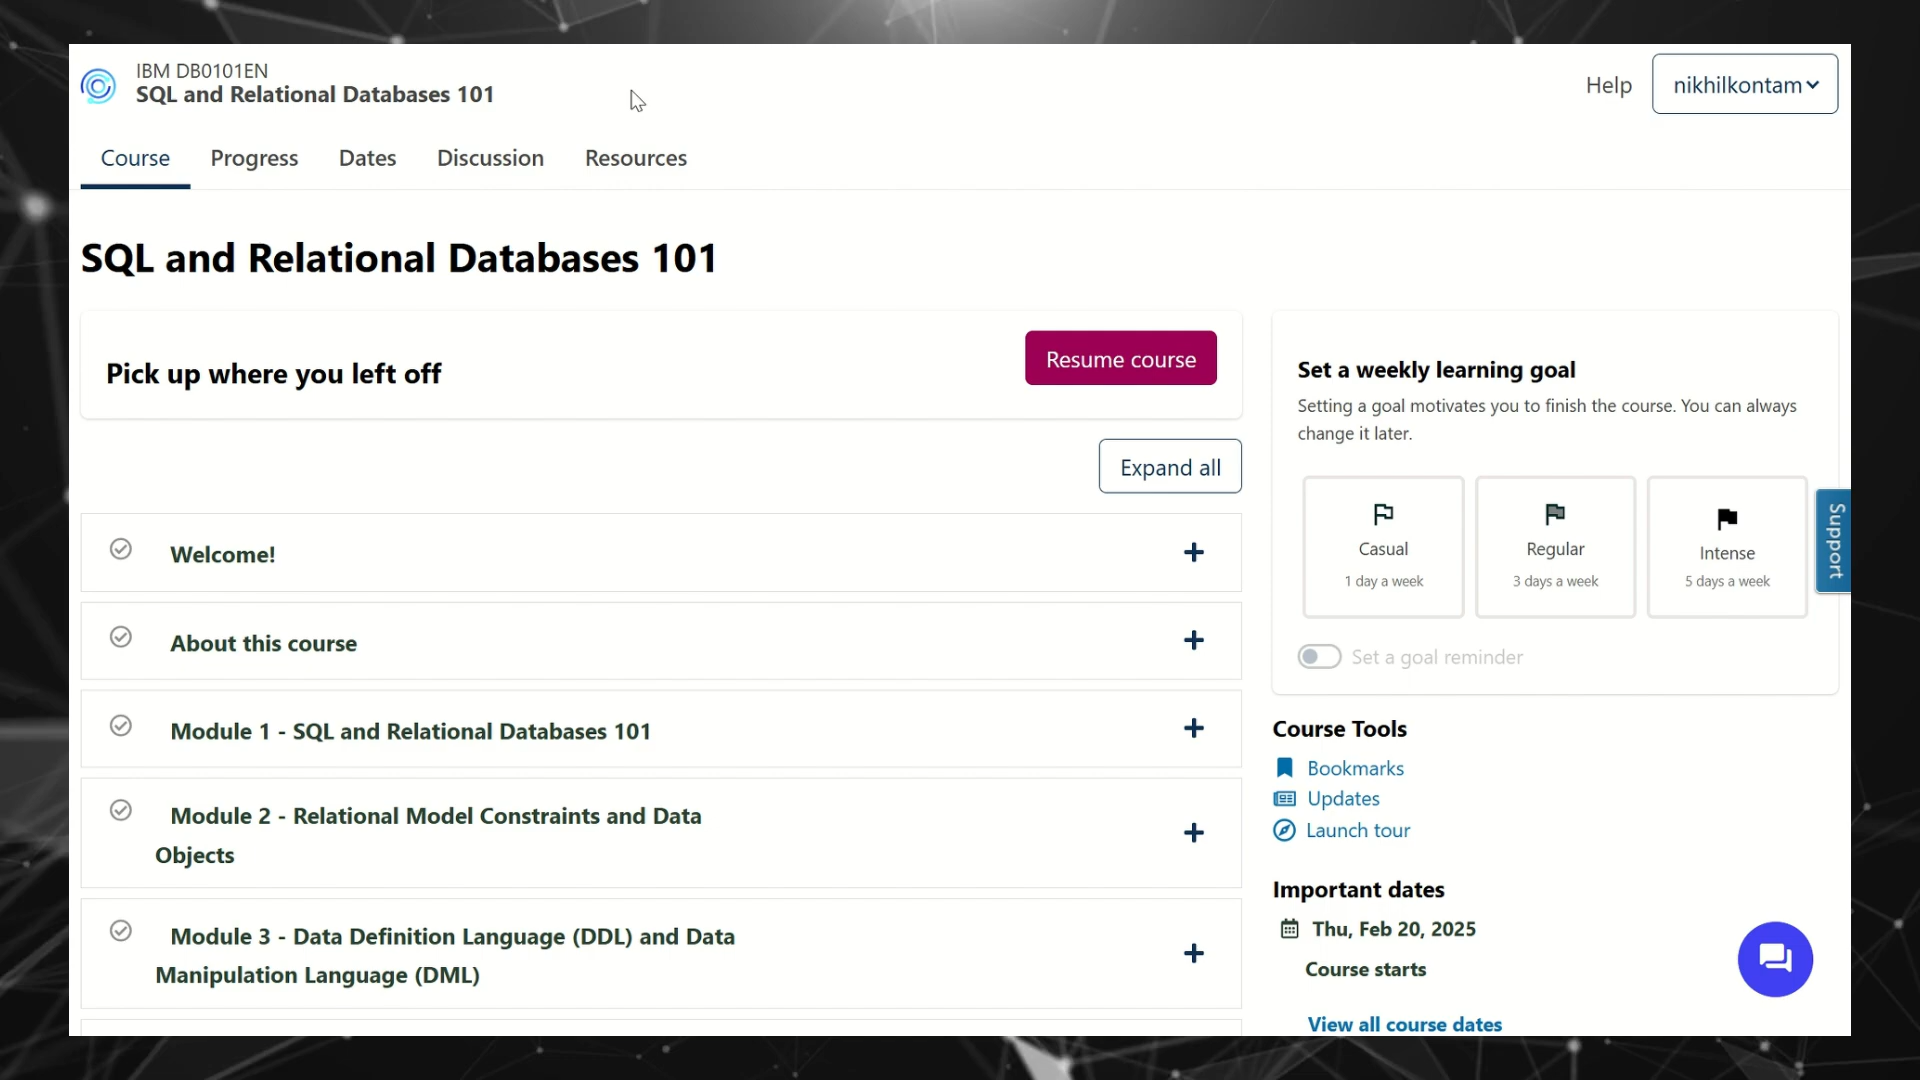 IBM DB0101EN
SQL and Relational Databases 101
Help
nikhilkontam
Course
Progress
Dates
Discussion
Resources
SQL and Relational Databases 101
Pick up where you left off
Resume course
Expand all
Welcome!
About this course
Module 1 - SQL and Relational Databases 101
Module 2 - Relational Model Constraints and Data
Objects
Module 3 - Data Definition Language (DDL) and Data
Manipulation Language (DML)
Set a weekly learning goal
Setting a goal motivates you to finish the course. You can always
change it later.
Casual
1 day a week
Regular
3 days a week
Intense
5 days a week
Set a goal reminder
Support
Course Tools
Bookmarks
Updates
Launch tour
Important dates
Thu, Feb 20, 2025
Course starts
View all course dates